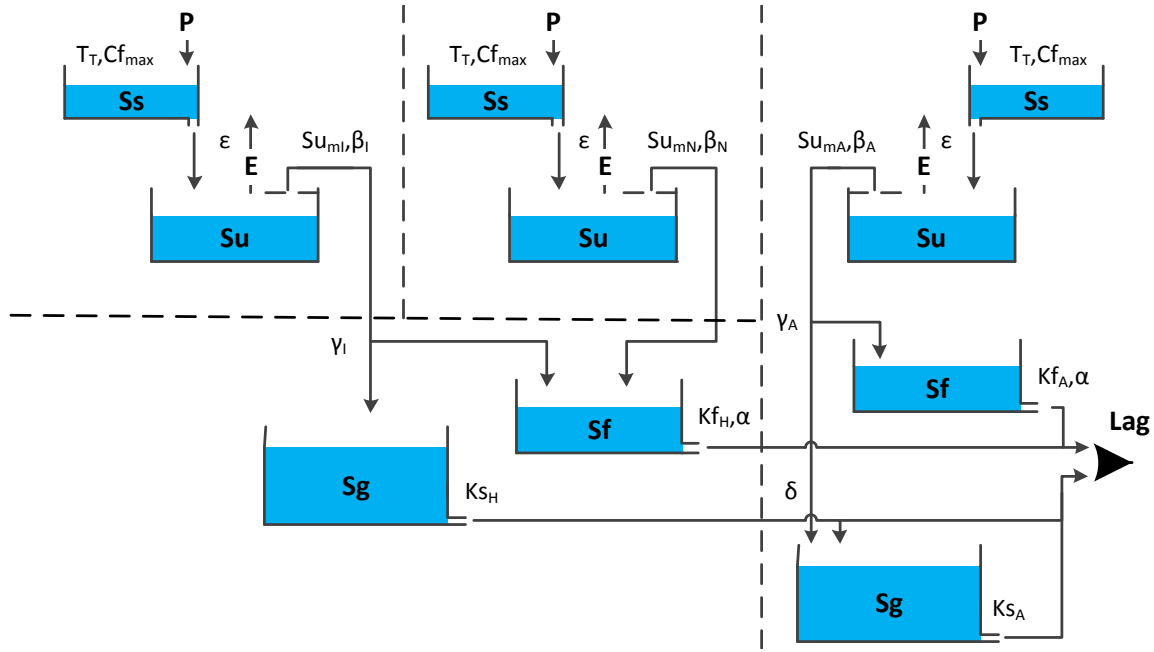 P
P
P
T_T,Cf_max
T_T,Cf_max
T_T,Cf_max
Ss
Ss
Ss
ε
Su_mI,β_I
ε
Su_mN,β_N
Su_mA,β_A
ε
E
E
E
Su
Su
Su
γ_I
γ_A
Sf
Kf_H,α
Sf
Kf_A,α
Lag
Sg
Ks_H
δ
Sg
Ks_A